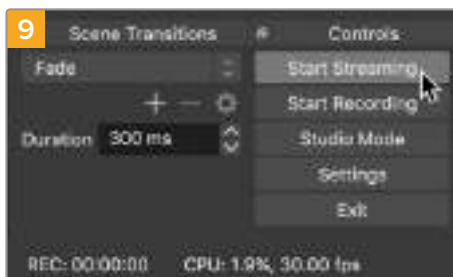 9
Scene Transitions
Controls
Fade
Start Streaming
Start Recording
Duration 300 ms
Studio Mode
Settings
Exit
REC: 00:00:00 CPU: 1.9%, 30.00 fps